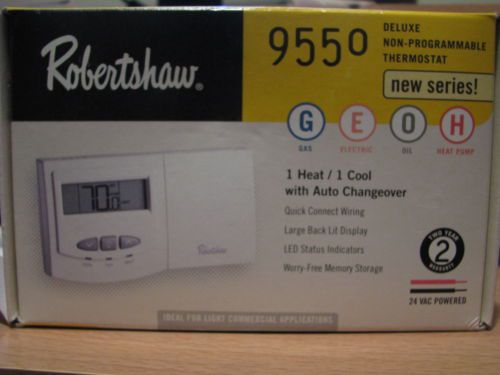 Robertshaw®
9550
DELUXE
NON-PROGRAMMABLE
THERMOSTAT
new series!
G E O H
GAS ELECTRIC OIL HEAT PUMP
1 Heat / 1 Cool
with Auto Changeover
Quick Connect Wiring
Large Back Lit Display
LED Status Indicators
Worry-Free Memory Storage
TWO YEAR
2
WARRANTY
24 VAC POWERED
70
Robertshaw
IDEAL FOR LIGHT COMMERCIAL APPLICATIONS